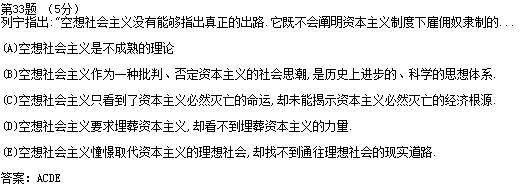 第33题 （5分）
列宁指出:“空想社会主义没有能够指出真正的出路.它既不会阐明资本主义制度下雇佣奴隶制的...
(A)空想社会主义是不成熟的理论
(B)空想社会主义作为一种批判、否定资本主义的社会思潮,是历史上进步的、科学的思想体系.
(C)空想社会主义只看到了资本主义必然灭亡的命运,却未能揭示资本主义必然灭亡的经济根源.
(D)空想社会主义要求埋葬资本主义,却看不到埋葬资本主义的力量.
(E)空想社会主义憧憬取代资本主义的理想社会,却找不到通往理想社会的现实道路.
答案: ACDE